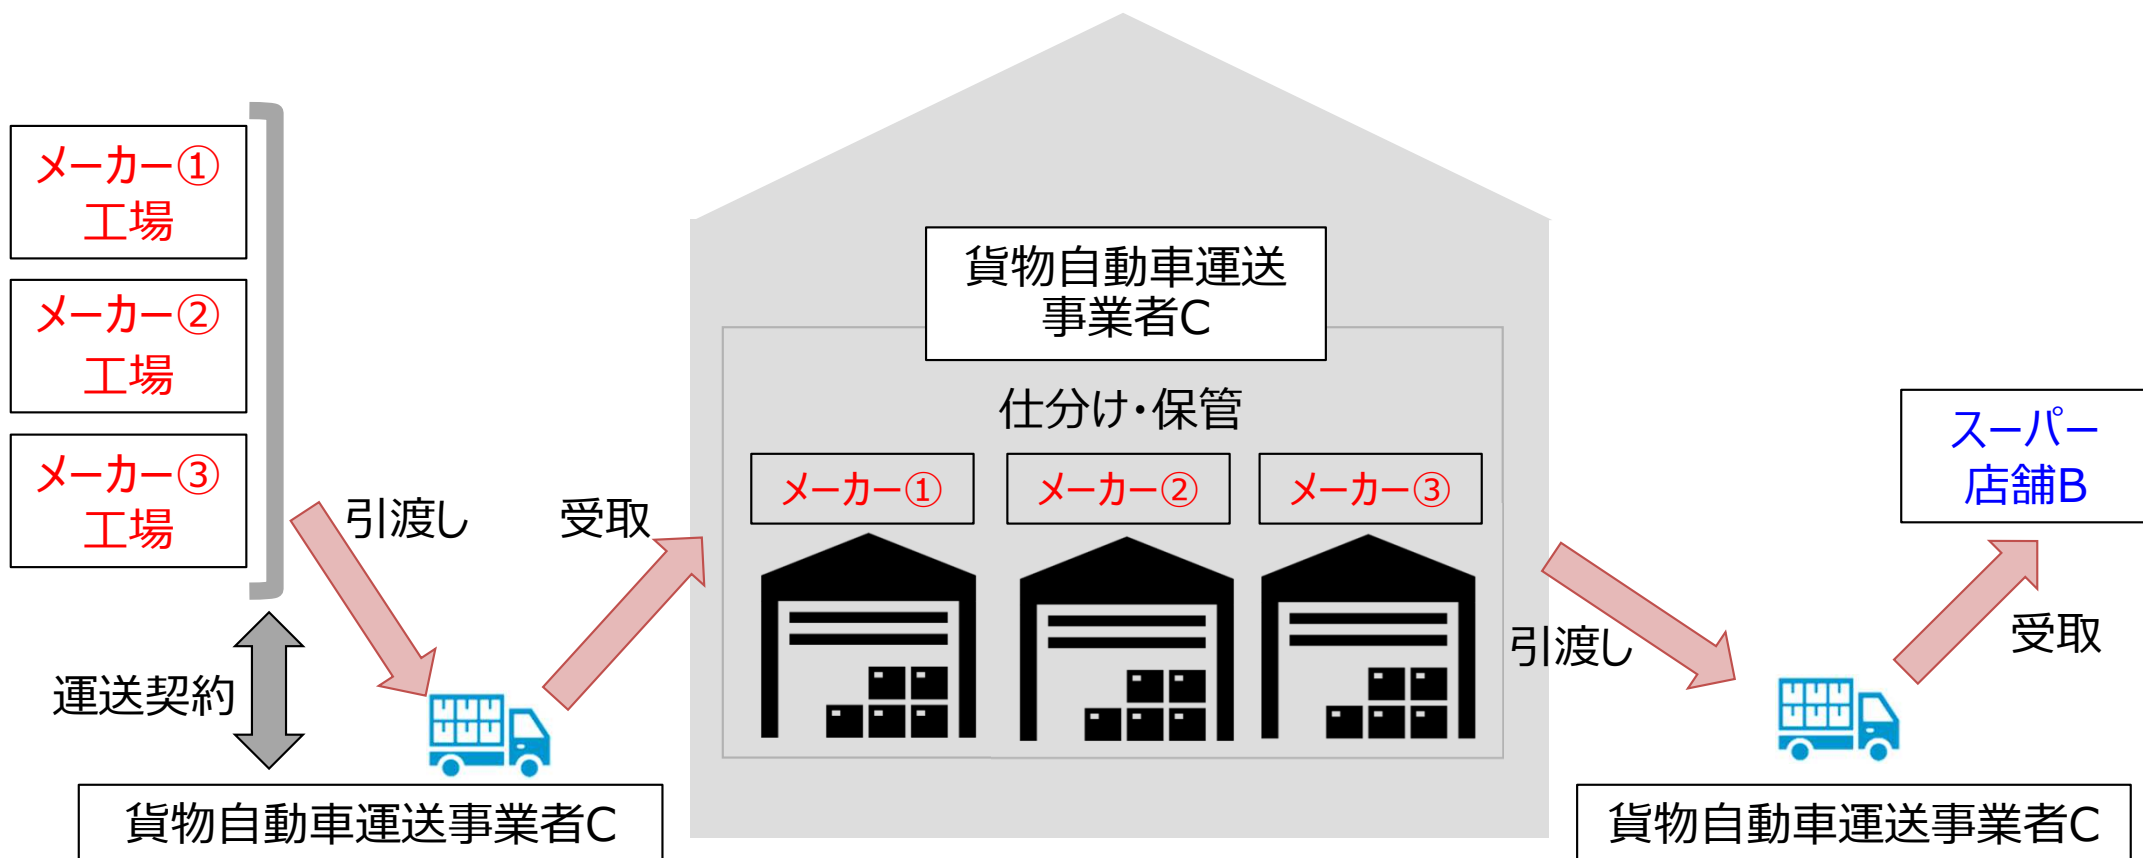 メーカー①
工場
メーカー②
工場
メーカー③
工場
引渡し
受取
運送契約
貨物自動車運送事業者C
貨物自動車運送
事業者C
仕分け・保管
メーカー①
メーカー②
メーカー③
引渡し
受取
スーパー
店舗B
貨物自動車運送事業者C